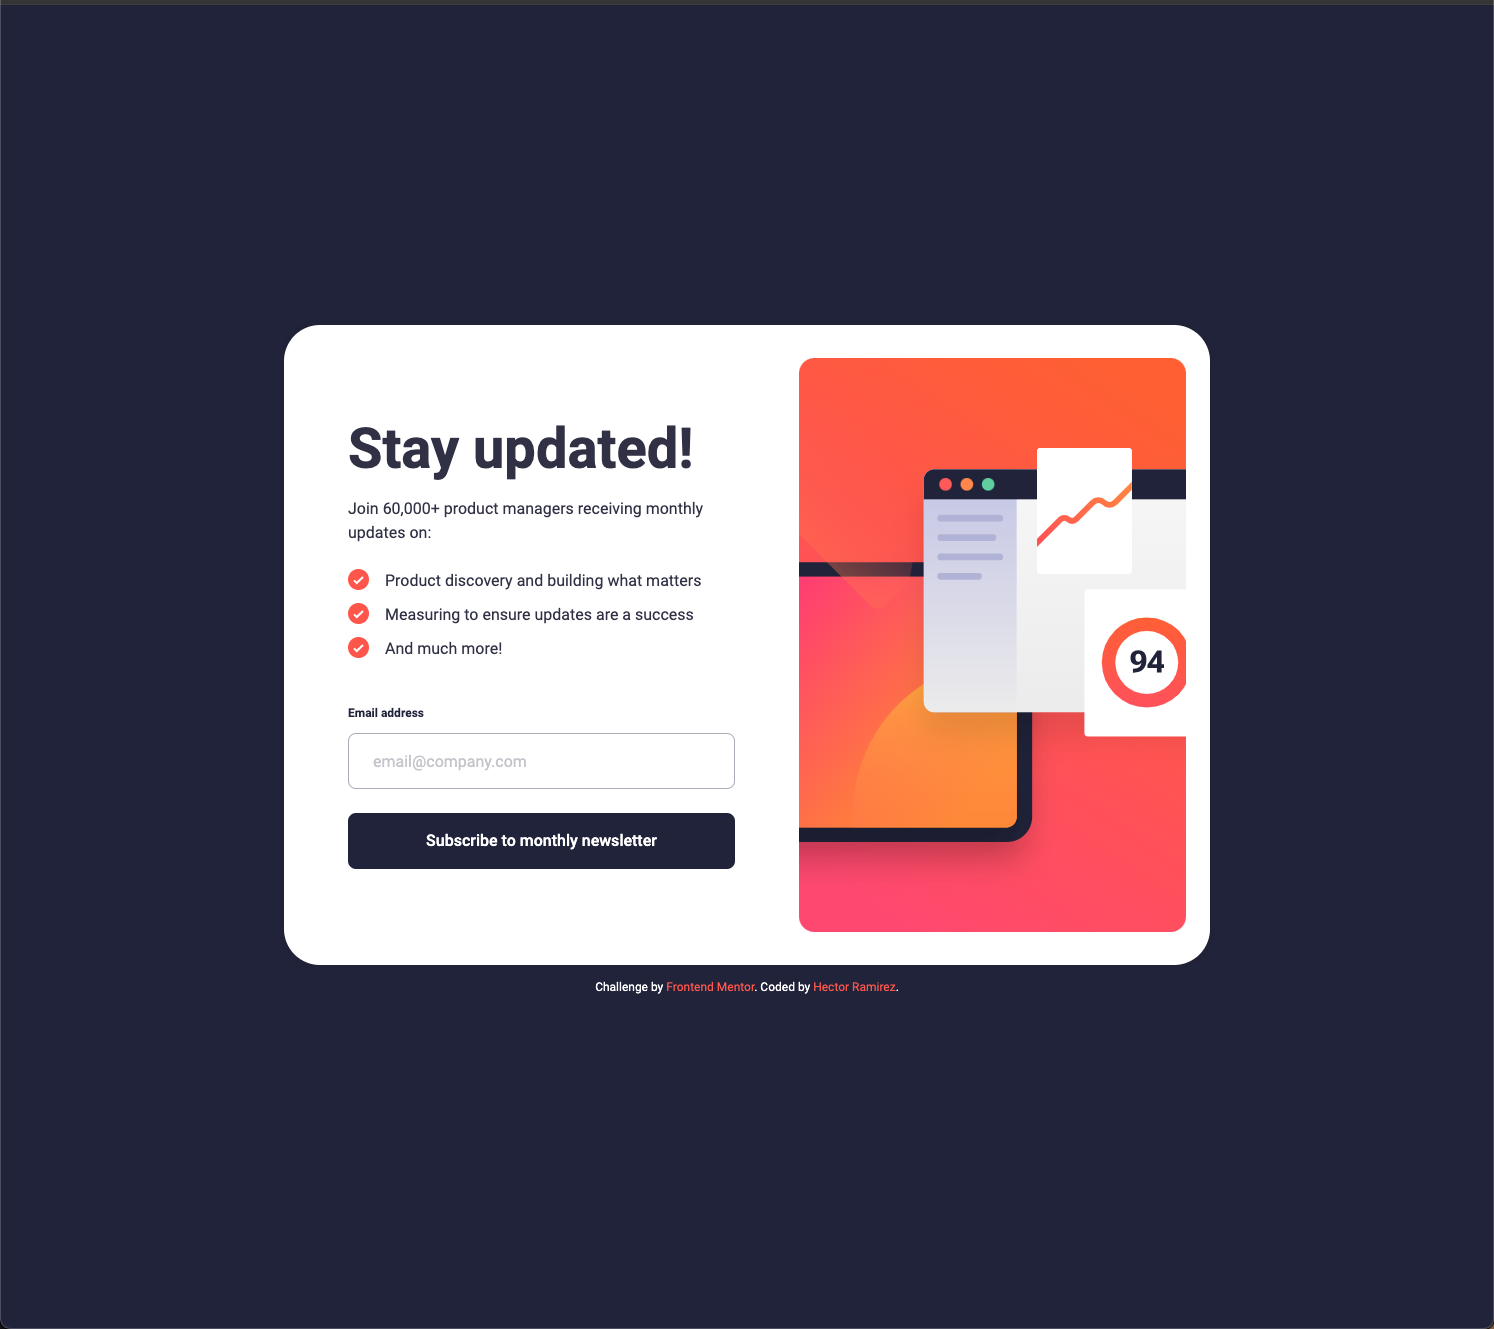 Stay updated!
Join 60,000+ product managers receiving monthly
updates on:
Product discovery and building what matters
Measuring to ensure updates are a success
And much more!
Email address
email@company.com
Subscribe to monthly newsletter
94
Challenge by Frontend Mentor. Coded by Hector Ramirez.